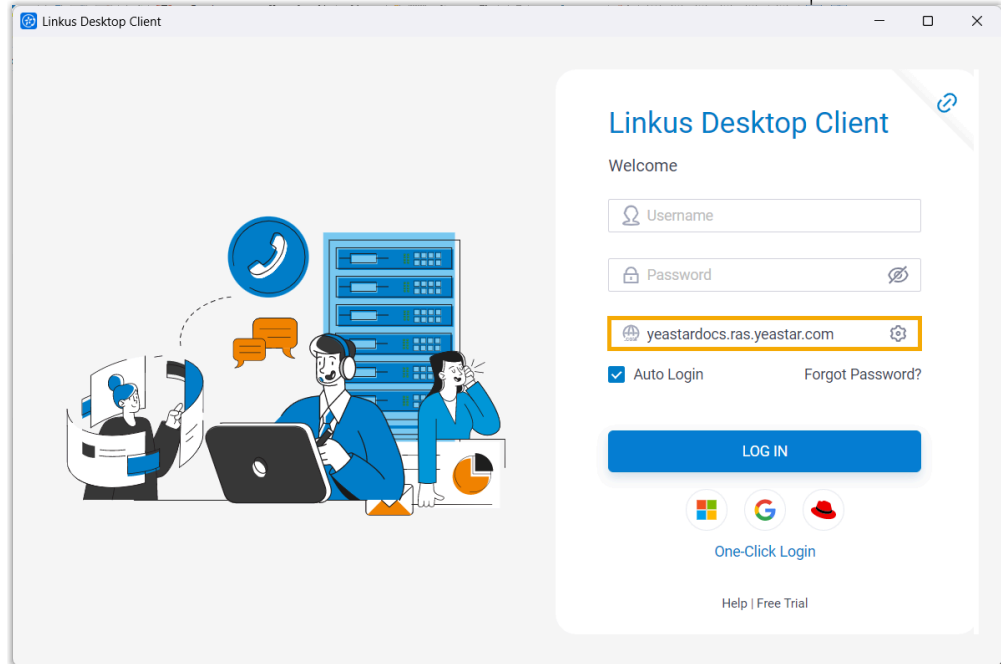 Linkus Desktop Client
Linkus Desktop Client
Welcome
Username
Password
yeastardocs.ras.yeastar.com
Auto Login Forgot Password?
LOG IN
One-Click Login
Help | Free Trial